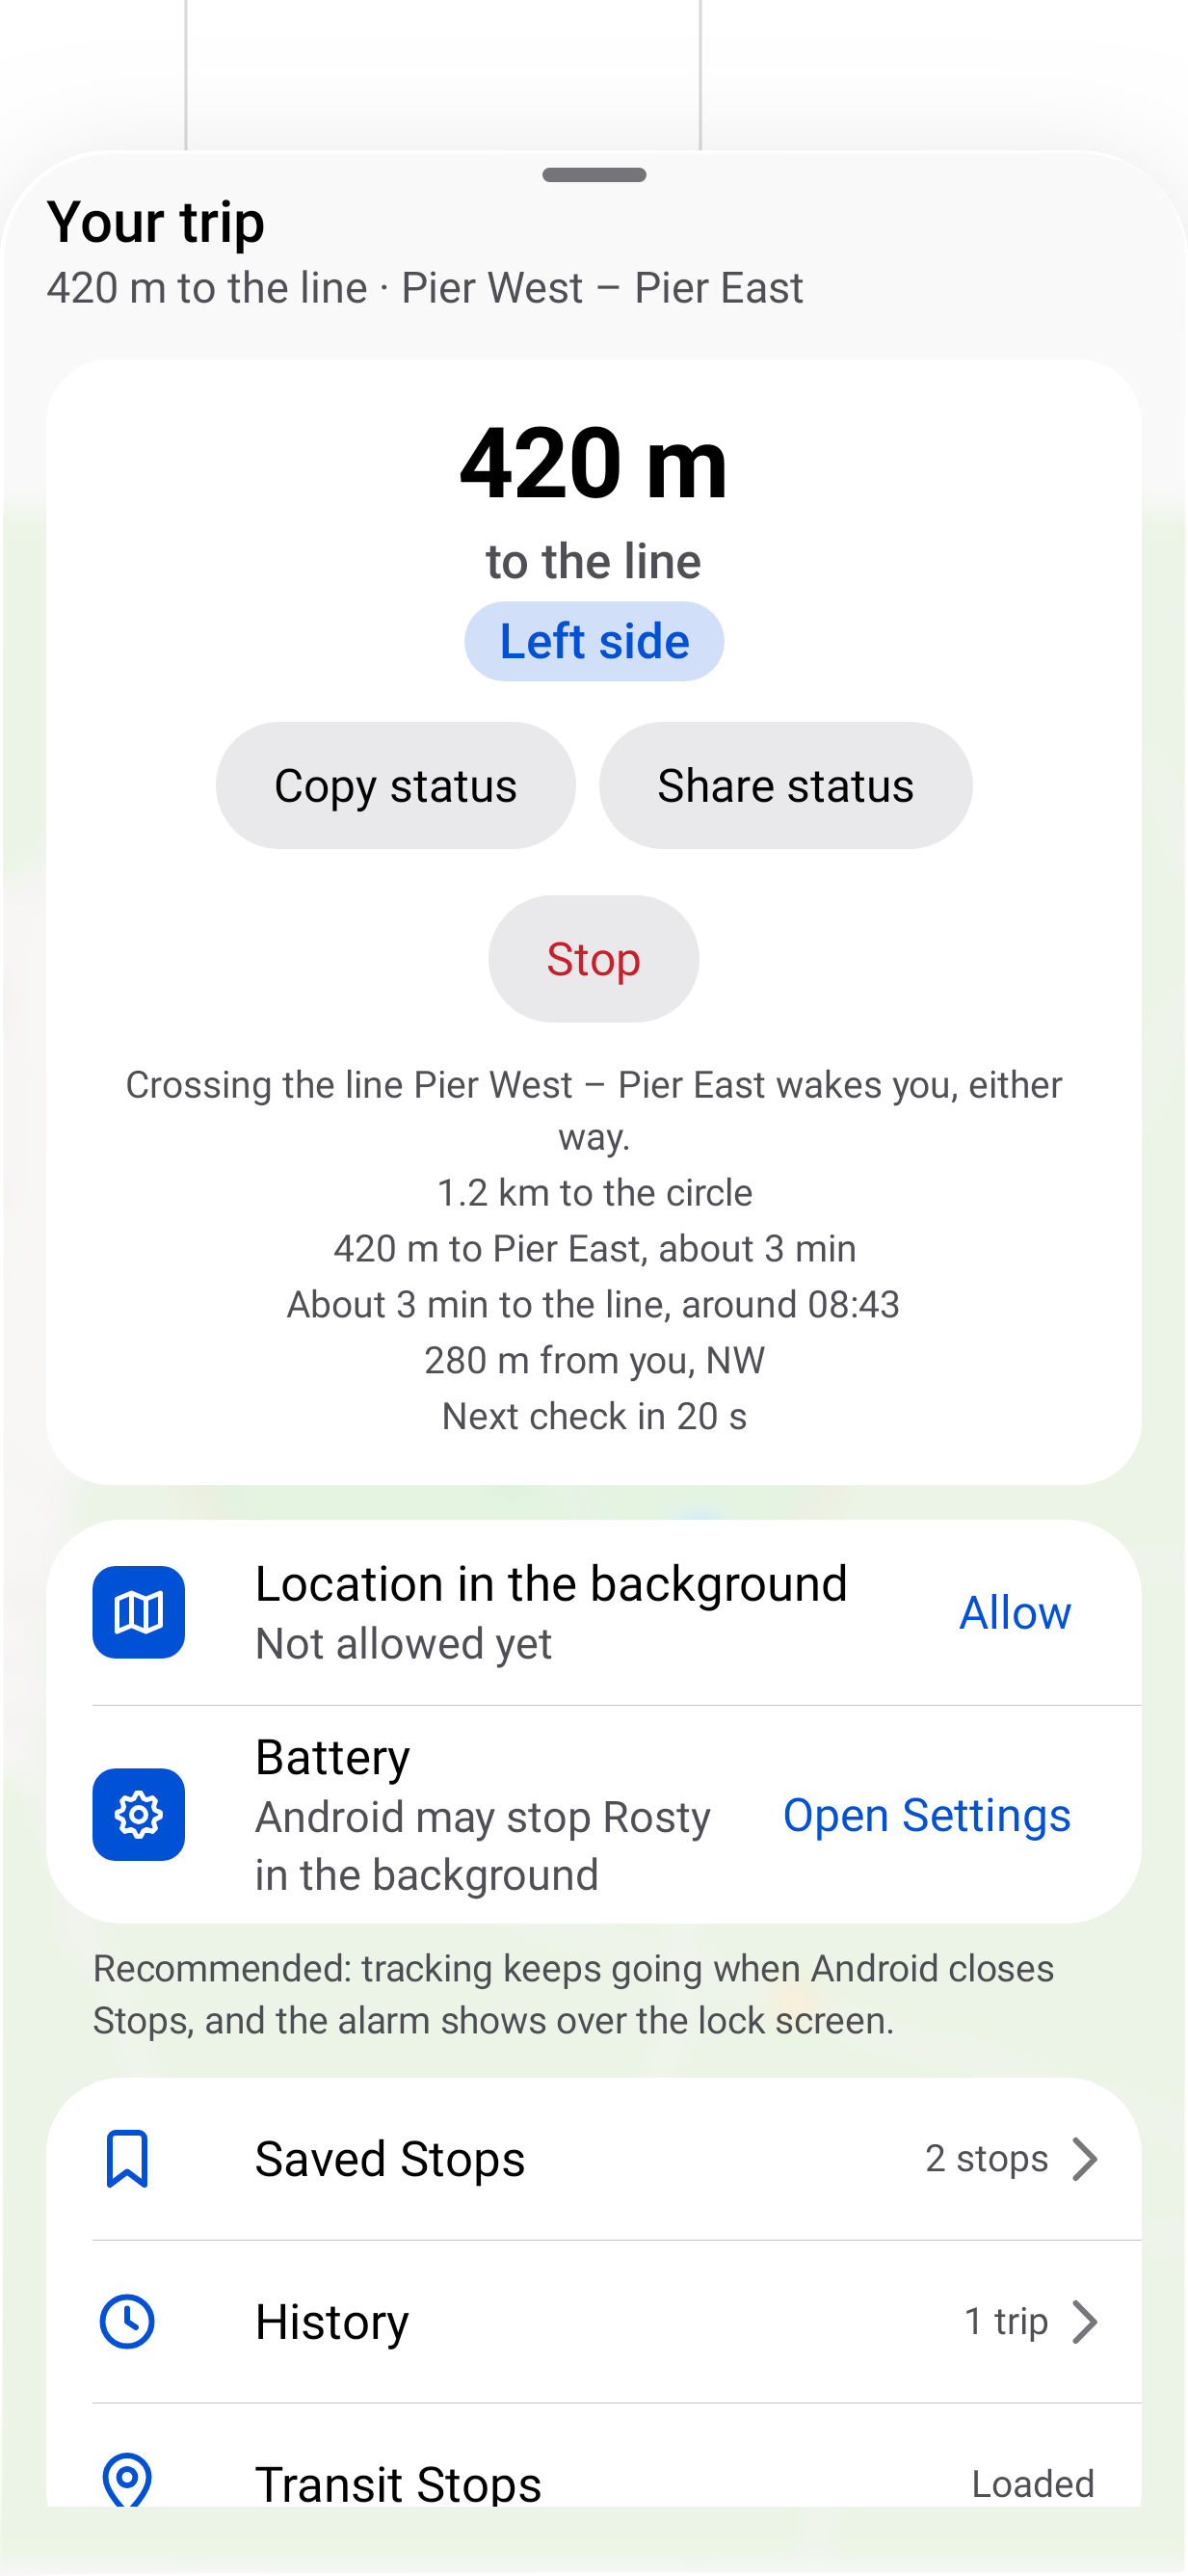 Your trip
420 m to the line · Pier West – Pier East
420 m
to the line
Left side
Copy status
Share status
Stop
Crossing the line Pier West – Pier East wakes you, either
way.
1.2 km to the circle
420 m to Pier East, about 3 min
About 3 min to the line, around 08:43
280 m from you, NW
Next check in 20 s
Location in the background
Not allowed yet
Allow
Battery
Android may stop Rosty
in the background
Open Settings
Recommended: tracking keeps going when Android closes
Stops, and the alarm shows over the lock screen.
Saved Stops
2 stops
History
1 trip
Transit Stops
Loaded